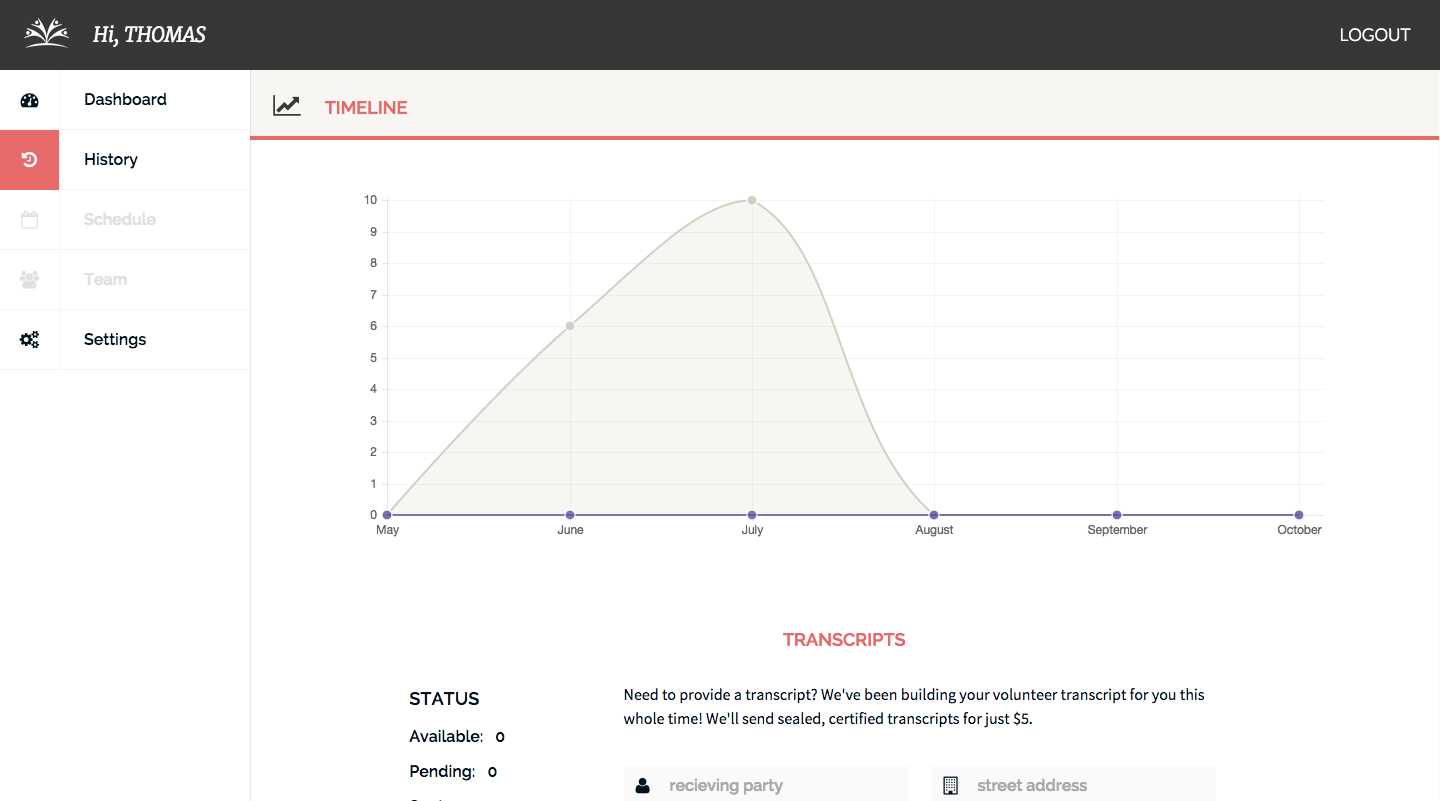 Hi, THOMAS
LOGOUT
Dashboard
History
Schedule
Team
Settings
TIMELINE
10
9
8
7
6
5
4
3
2
1
0
May June July August September October
TRANSCRIPTS
STATUS
Available: 0
Pending: 0
Need to provide a transcript? We've been building your volunteer transcript for you this
whole time! We'll send sealed, certified transcripts for just $5.
recieving party
street address